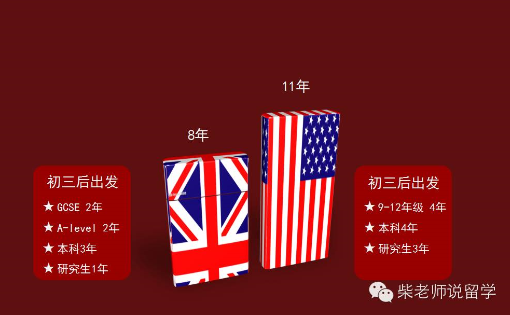 11年
8年
初三后出发
★ GCSE 2年
★ A-level 2年
★ 本科3年
★ 研究生1年
初三后出发
★ 9-12年级 4年
★ 本科4年
★ 研究生3年
柴老师说留学